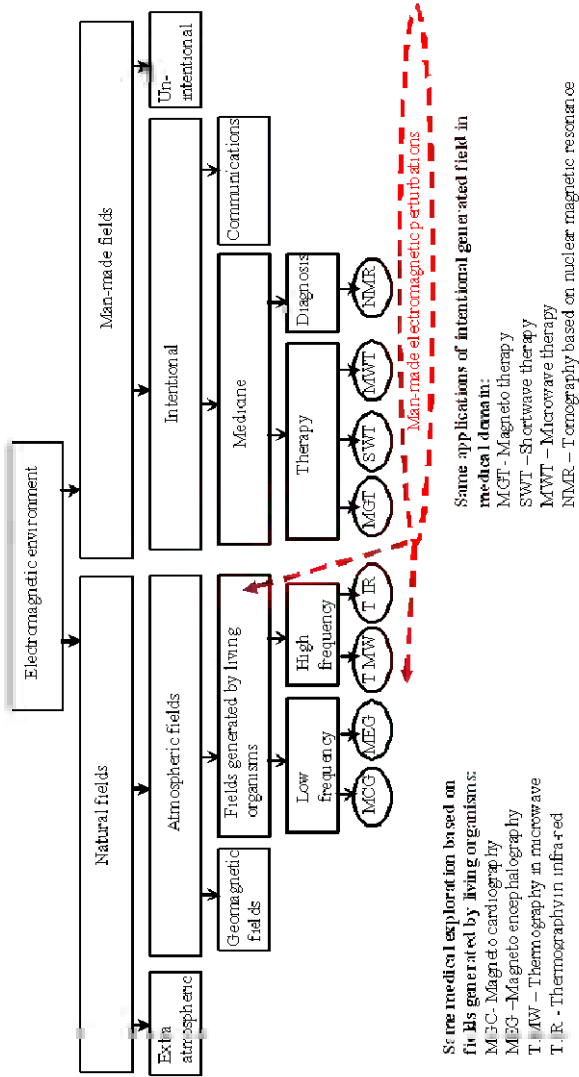 Electromagnetic environment
Natural fields
Man-made fields
Extra
atmospheric
Atmospheric fields
Intentional
Un-
intentional
Geomagnetic
fields
Fields generated by living
organisms
Medicine
Communications
Low
frequency
High
frequency
Therapy
Diagnosis
MCG
MEG
T MW
T IR
MGT
SWT
MWT
NMR
Man-made electromagnetic perturbations
Same medical exploration based on
fields generated by living organisms:
MGC- Magneto cardiography
MEG –Magneto encephalography
T.MW – Thermography in microwave
T.IR - Thermography in infra-red
Same applications of intentional generated field in
medical domain:
MGT- Magneto therapy
SWT –Shortwave therapy
MWT – Microwave therapy
NMR – Tomography based on nuclear magnetic resonance